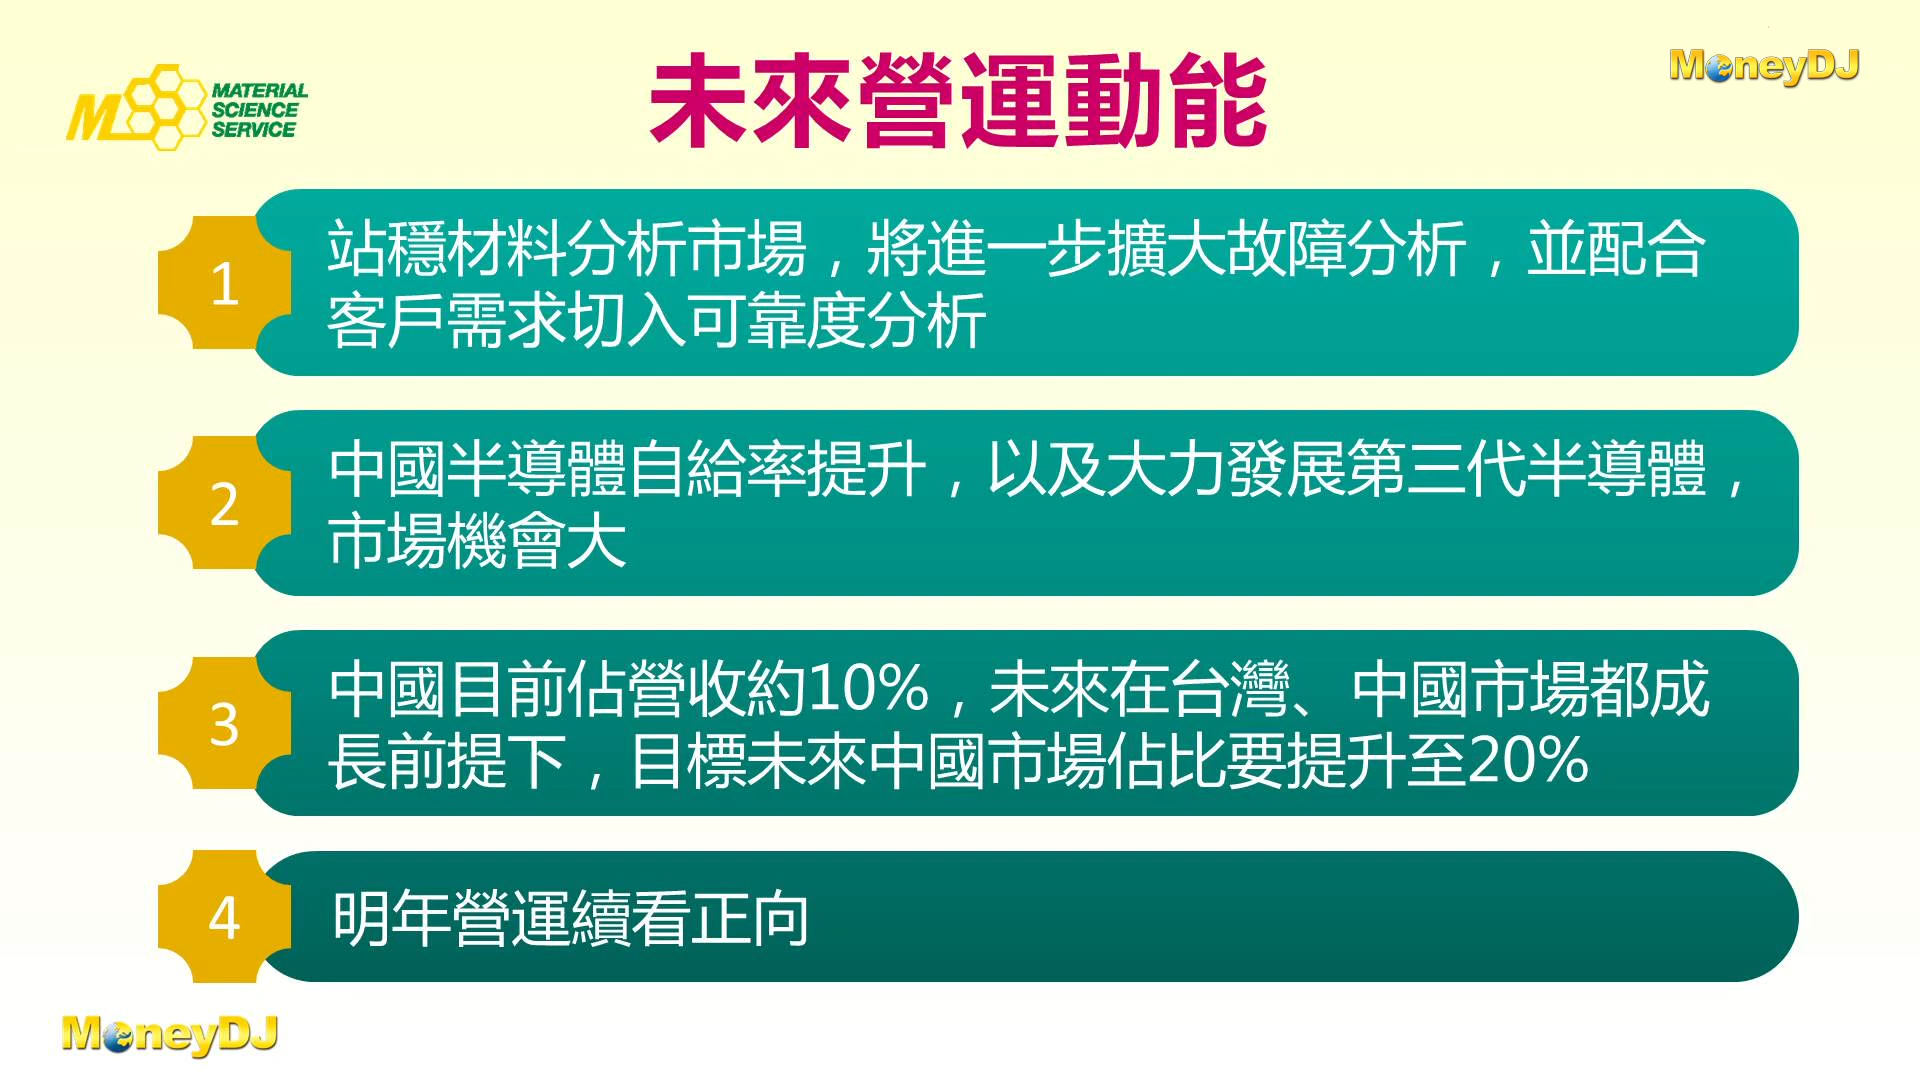 未來營運動能
MATERIAL
SCIENCE
SERVICE
MoneyDJ
1
站穩材料分析市場，將進一步擴大故障分析，並配合
客戶需求切入可靠度分析
2
中國半導體自給率提升，以及大力發展第三代半導體，
市場機會大
3
中國目前佔營收約10%，未來在台灣、中國市場都成
長前提下，目標未來中國市場佔比要提升至20%
4
明年營運續看正向
MoneyDJ